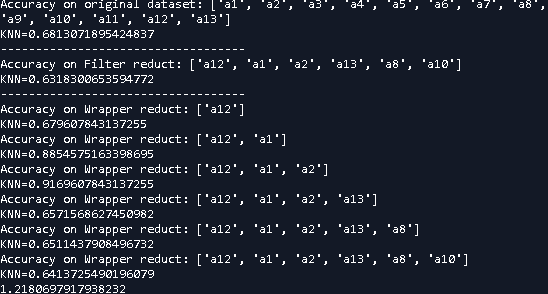 Accuracy on original dataset: ['a1', 'a2', 'a3', 'a4', 'a5', 'a6', 'a7', 'a8',
'a9', 'a10', 'a11', 'a12', 'a13']
KNN=0.6813071895424837
-----------------------------------
Accuracy on Filter reduct: ['a12', 'a1', 'a2', 'a13', 'a8', 'a10']
KNN=0.6318300653594772
-----------------------------------
Accuracy on Wrapper reduct: ['a12']
KNN=0.679607843137255
Accuracy on Wrapper reduct: ['a12', 'a1']
KNN=0.8854575163398695
Accuracy on Wrapper reduct: ['a12', 'a1', 'a2']
KNN=0.9169607843137255
Accuracy on Wrapper reduct: ['a12', 'a1', 'a2', 'a13']
KNN=0.6571568627450982
Accuracy on Wrapper reduct: ['a12', 'a1', 'a2', 'a13', 'a8']
KNN=0.6511437908496732
Accuracy on Wrapper reduct: ['a12', 'a1', 'a2', 'a13', 'a8', 'a10']
KNN=0.6413725490196079
1.2180697917938232